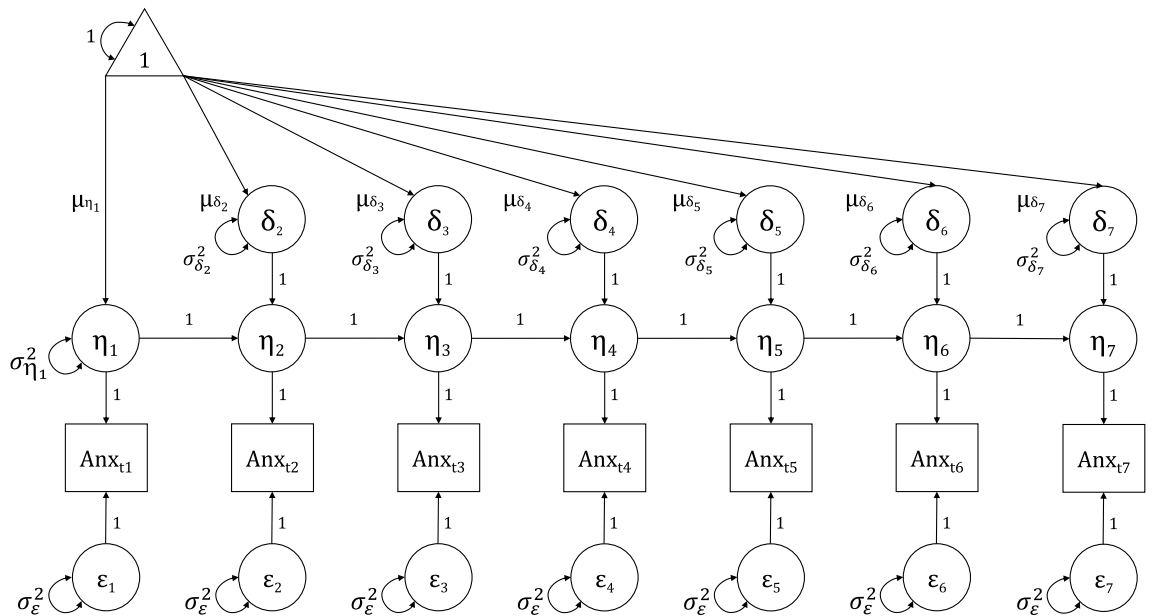 1
1
μη₁ μδ₂ μδ₃ μδ₄ μδ₅ μδ₆ μδ₇
δ₂ δ₃ δ₄ δ₅ δ₆ δ₇
σ²δ₂ σ²δ₃ σ²δ₄ σ²δ₅ σ²δ₆ σ²δ₇
1 1 1 1 1 1
1 1 1 1 1 1
η₁ η₂ η₃ η₄ η₅ η₆ η₇
σ²η₁
1 1 1 1 1 1 1
Anxt1 Anxt2 Anxt3 Anxt4 Anxt5 Anxt6 Anxt7
1 1 1 1 1 1 1
ε₁ ε₂ ε₃ ε₄ ε₅ ε₆ ε₇
σ²ε σ²ε σ²ε σ²ε σ²ε σ²ε σ²ε